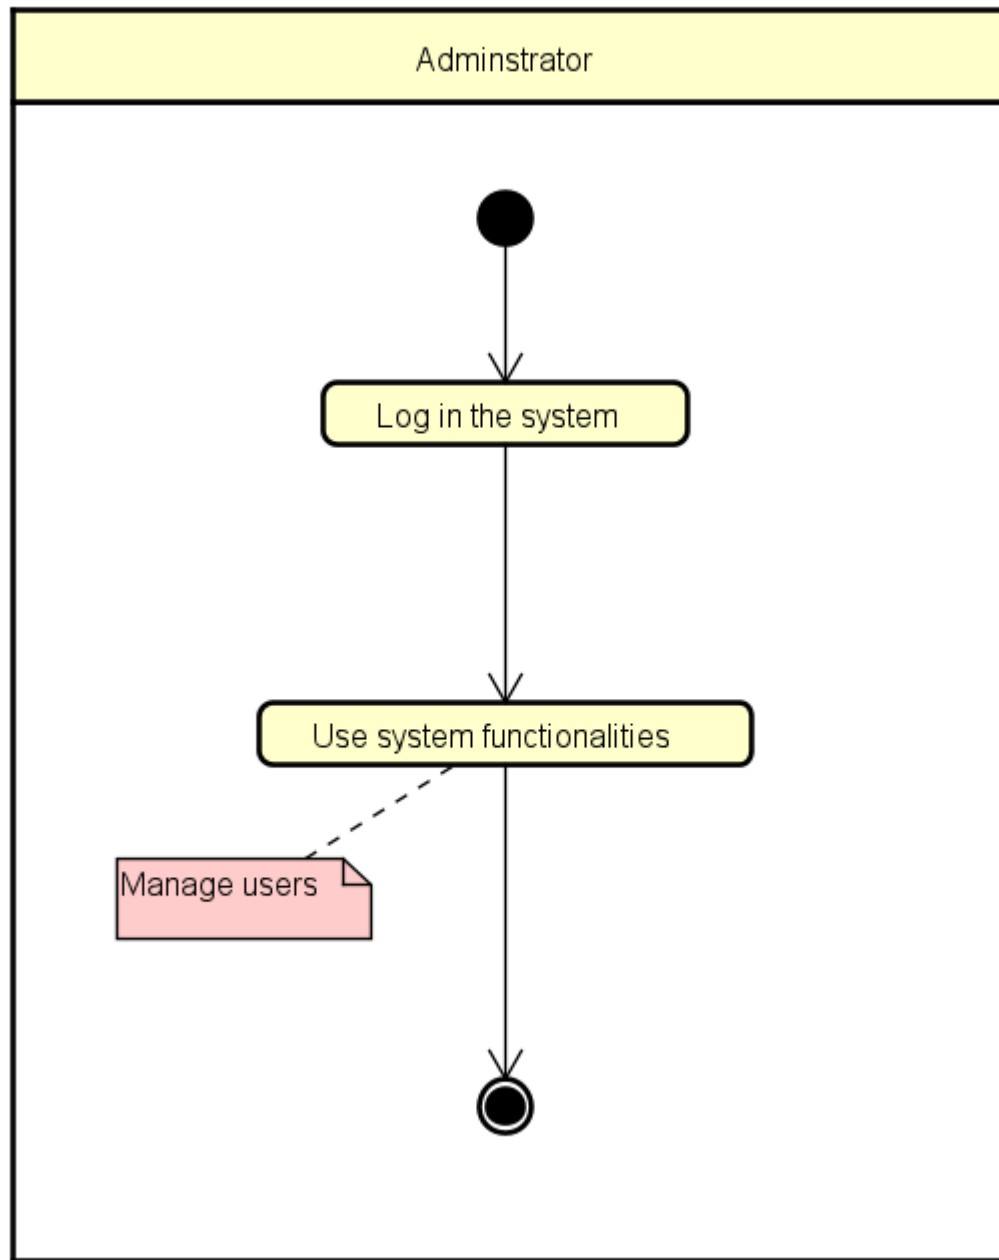 Adminstrator
Log in the system
Use system functionalities
Manage users